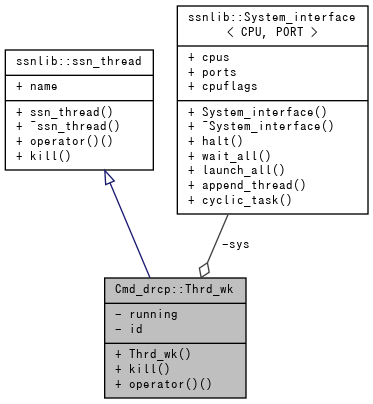 ssnlib::ssn_thread
+ name
+ ssn_thread()
+ ~ssn_thread()
+ operator()()
+ kill()
ssnlib::System_interface
< CPU, PORT >
+ cpus
+ ports
+ cpuflags
+ System_interface()
+ ~System_interface()
+ halt()
+ wait_all()
+ launch_all()
+ append_thread()
+ cyclic_task()
-sys
Cmd_drcp::Thrd_wk
- running
- id
+ Thrd_wk()
+ kill()
+ operator()()